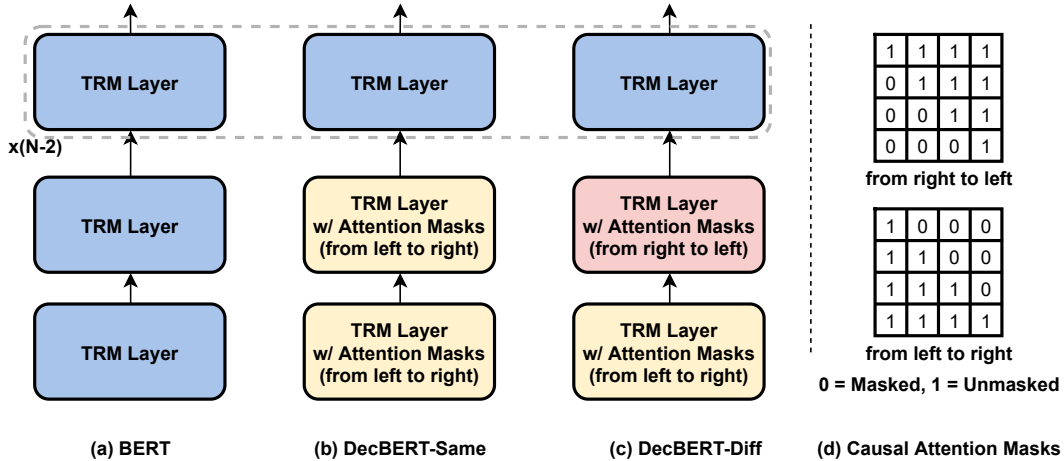 TRM Layer
TRM Layer
TRM Layer
x(N-2)
TRM Layer
TRM Layer
w/ Attention Masks
(from left to right)
TRM Layer
w/ Attention Masks
(from right to left)
TRM Layer
TRM Layer
w/ Attention Masks
(from left to right)
TRM Layer
w/ Attention Masks
(from left to right)
1 1 1 1
0 1 1 1
0 0 1 1
0 0 0 1
from right to left
1 0 0 0
1 1 0 0
1 1 1 0
1 1 1 1
from left to right
0 = Masked, 1 = Unmasked
(a) BERT
(b) DecBERT-Same
(c) DecBERT-Diff
(d) Causal Attention Masks